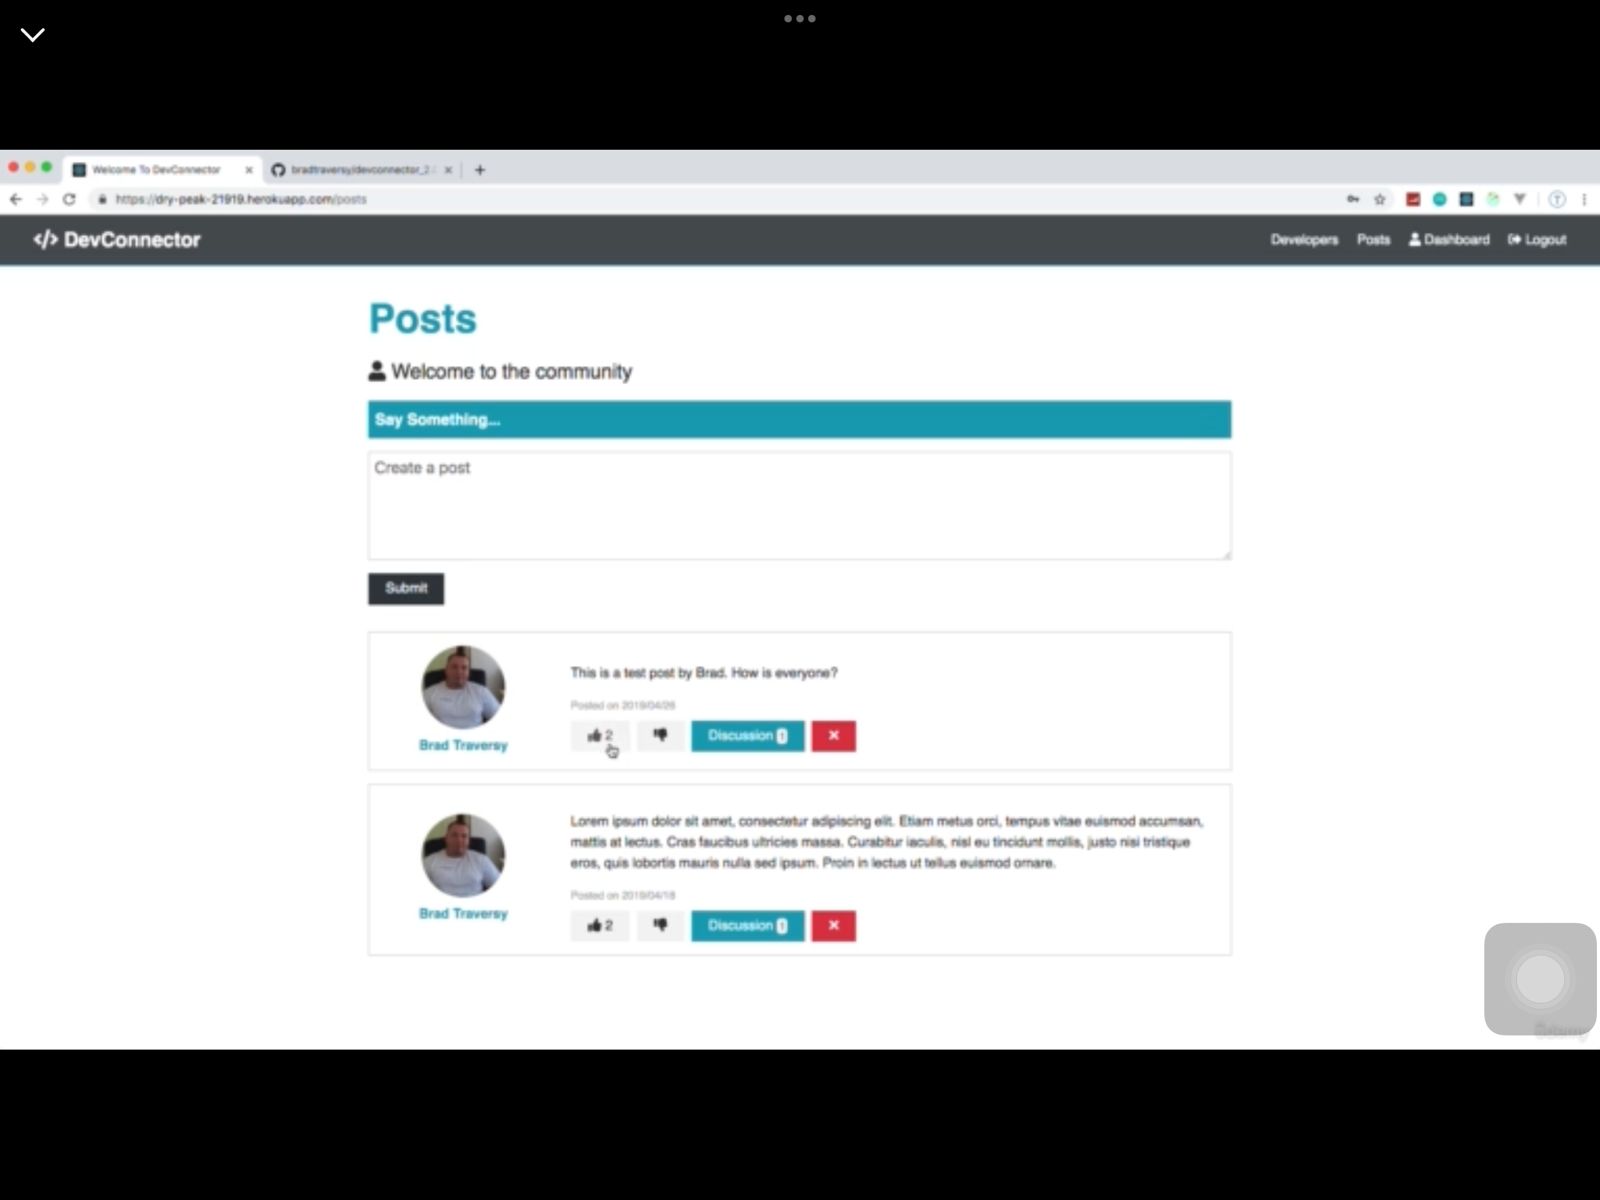 Welcome To DevConnector
bradtraversy/devconnector_2
https://dry-peak-21919.herokuapp.com/posts
</> DevConnector
Developers Posts Dashboard Logout
Posts
Welcome to the community
Say Something...
Create a post
Submit
This is a test post by Brad. How is everyone?
Posted on 2019/04/26
Brad Traversy
2
Discussion 1
Lorem ipsum dolor sit amet, consectetur adipiscing elit. Etiam metus orci, tempus vitae euismod accumsan,
mattis at lectus. Cras faucibus ultricies massa. Curabitur iaculis, nisl eu tincidunt mollis, justo nisi tristique
eros, quis lobortis mauris nulla sed ipsum. Proin in lectus ut tellus euismod ornare.
Posted on 2019/04/18
Brad Traversy
2
Discussion 1
Udemy